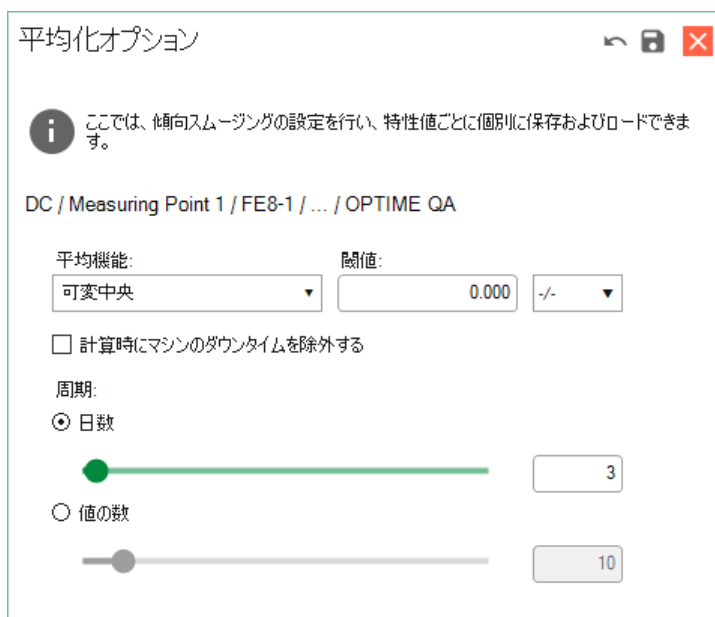 平均化オプション
ここでは、傾向スムージングの設定を行い、特性値ごとに個別に保存およびロードできま
す。
DC / Measuring Point 1 / FE8-1 / ... / OPTIME QA
平均機能: 閾値:
可変中央 0.000 -/-
計算時にマシンのダウンタイムを除外する
周期:
日数
3
値の数
10